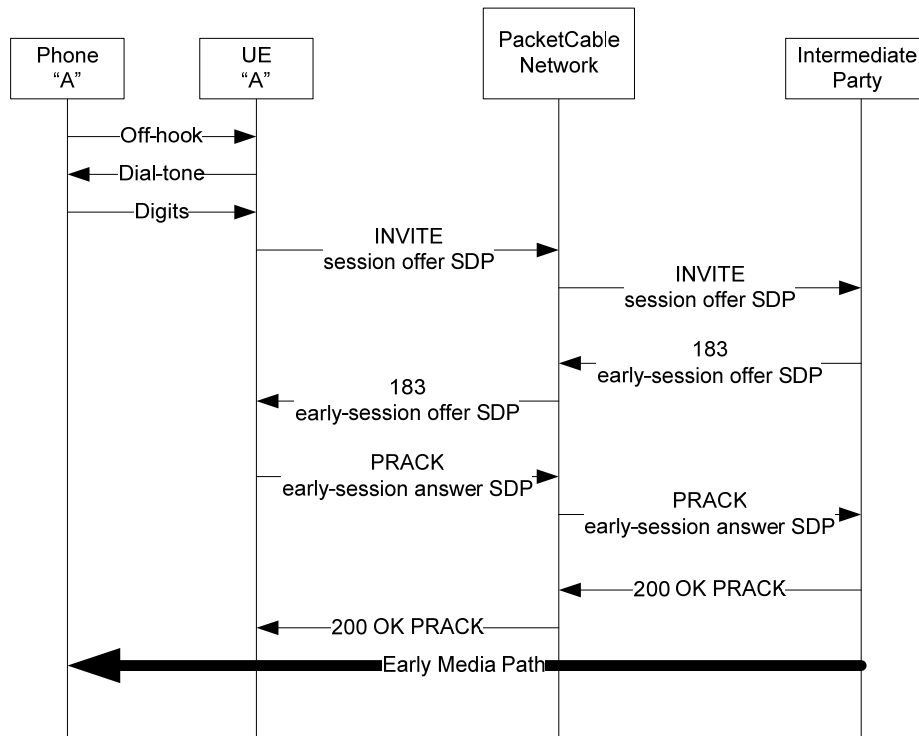 Phone
“A”
UE
“A”
PacketCable
Network
Intermediate
Party
Off-hook
Dial-tone
Digits
INVITE
session offer SDP
INVITE
session offer SDP
183
early-session offer SDP
183
early-session offer SDP
PRACK
early-session answer SDP
PRACK
early-session answer SDP
200 OK PRACK
200 OK PRACK
Early Media Path